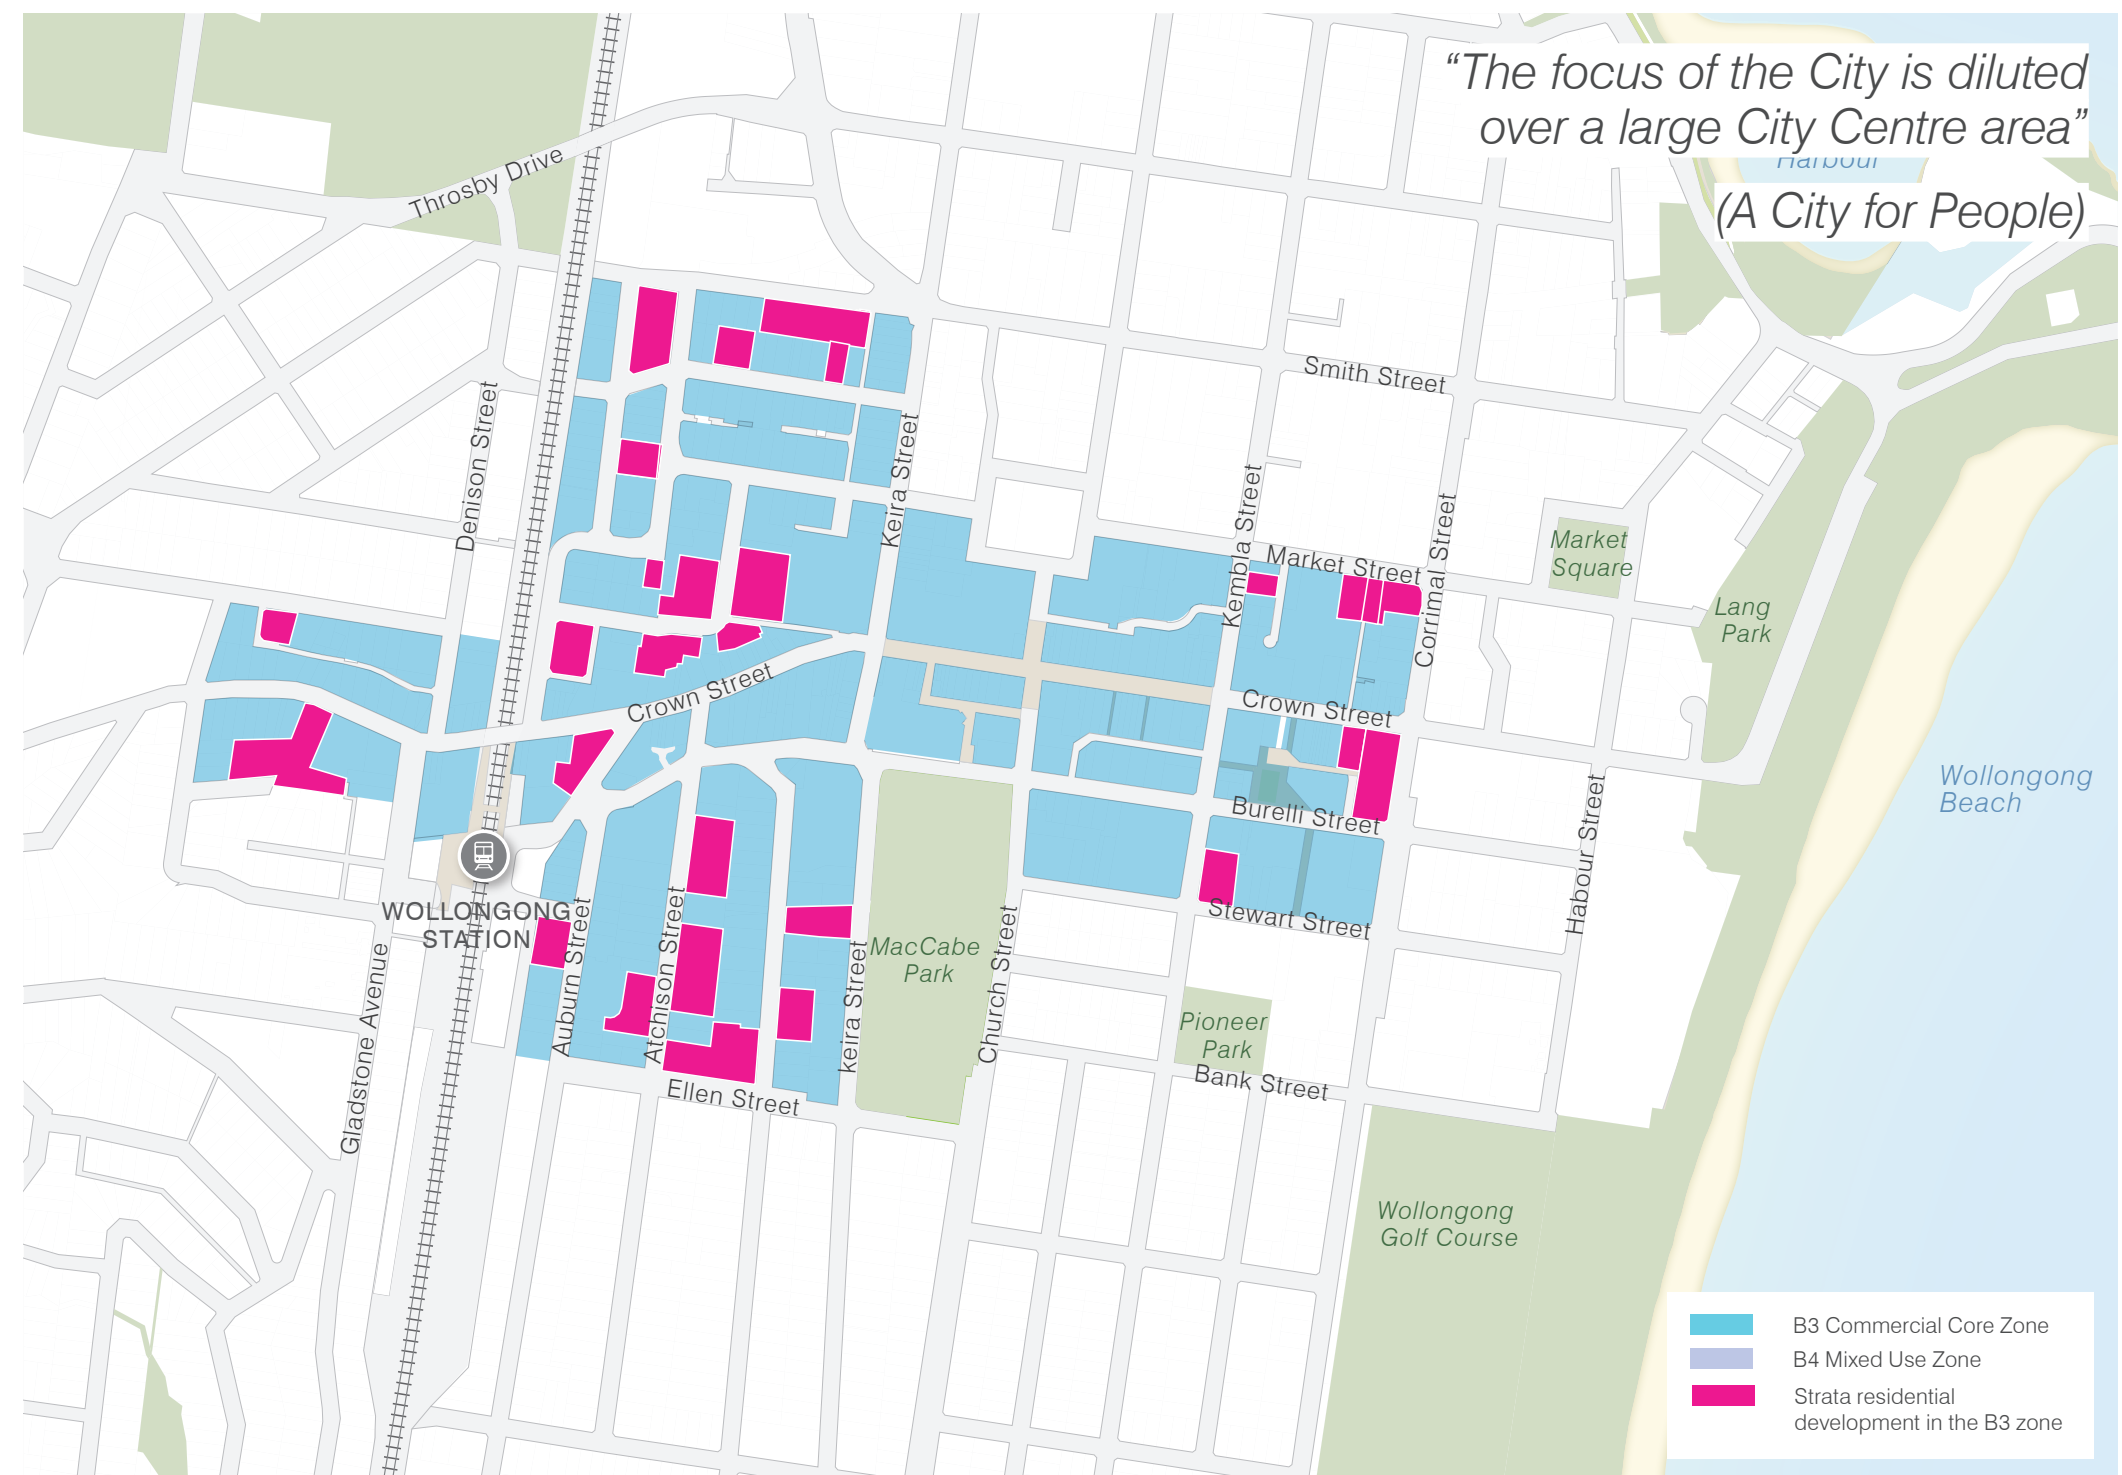 “The focus of the City is diluted
over a large City Centre area”
Harbour
(A City for People)
Throsby Drive
Smith Street
Denison Street
Keira Street
Kembla Street
Corrimal Street
Market Street
Market
Square
Lang
Park
Crown Street
Crown Street
Wollongong
Beach
Burelli Street
Habour Street
WOLLONGONG
STATION
Stewart Street
MacCabe
Park
Auburn Street
Atchison Street
keira Street
Church Street
Gladstone Avenue
Pioneer
Park
Bank Street
Ellen Street
Wollongong
Golf Course
B3 Commercial Core Zone
B4 Mixed Use Zone
Strata residential
development in the B3 zone